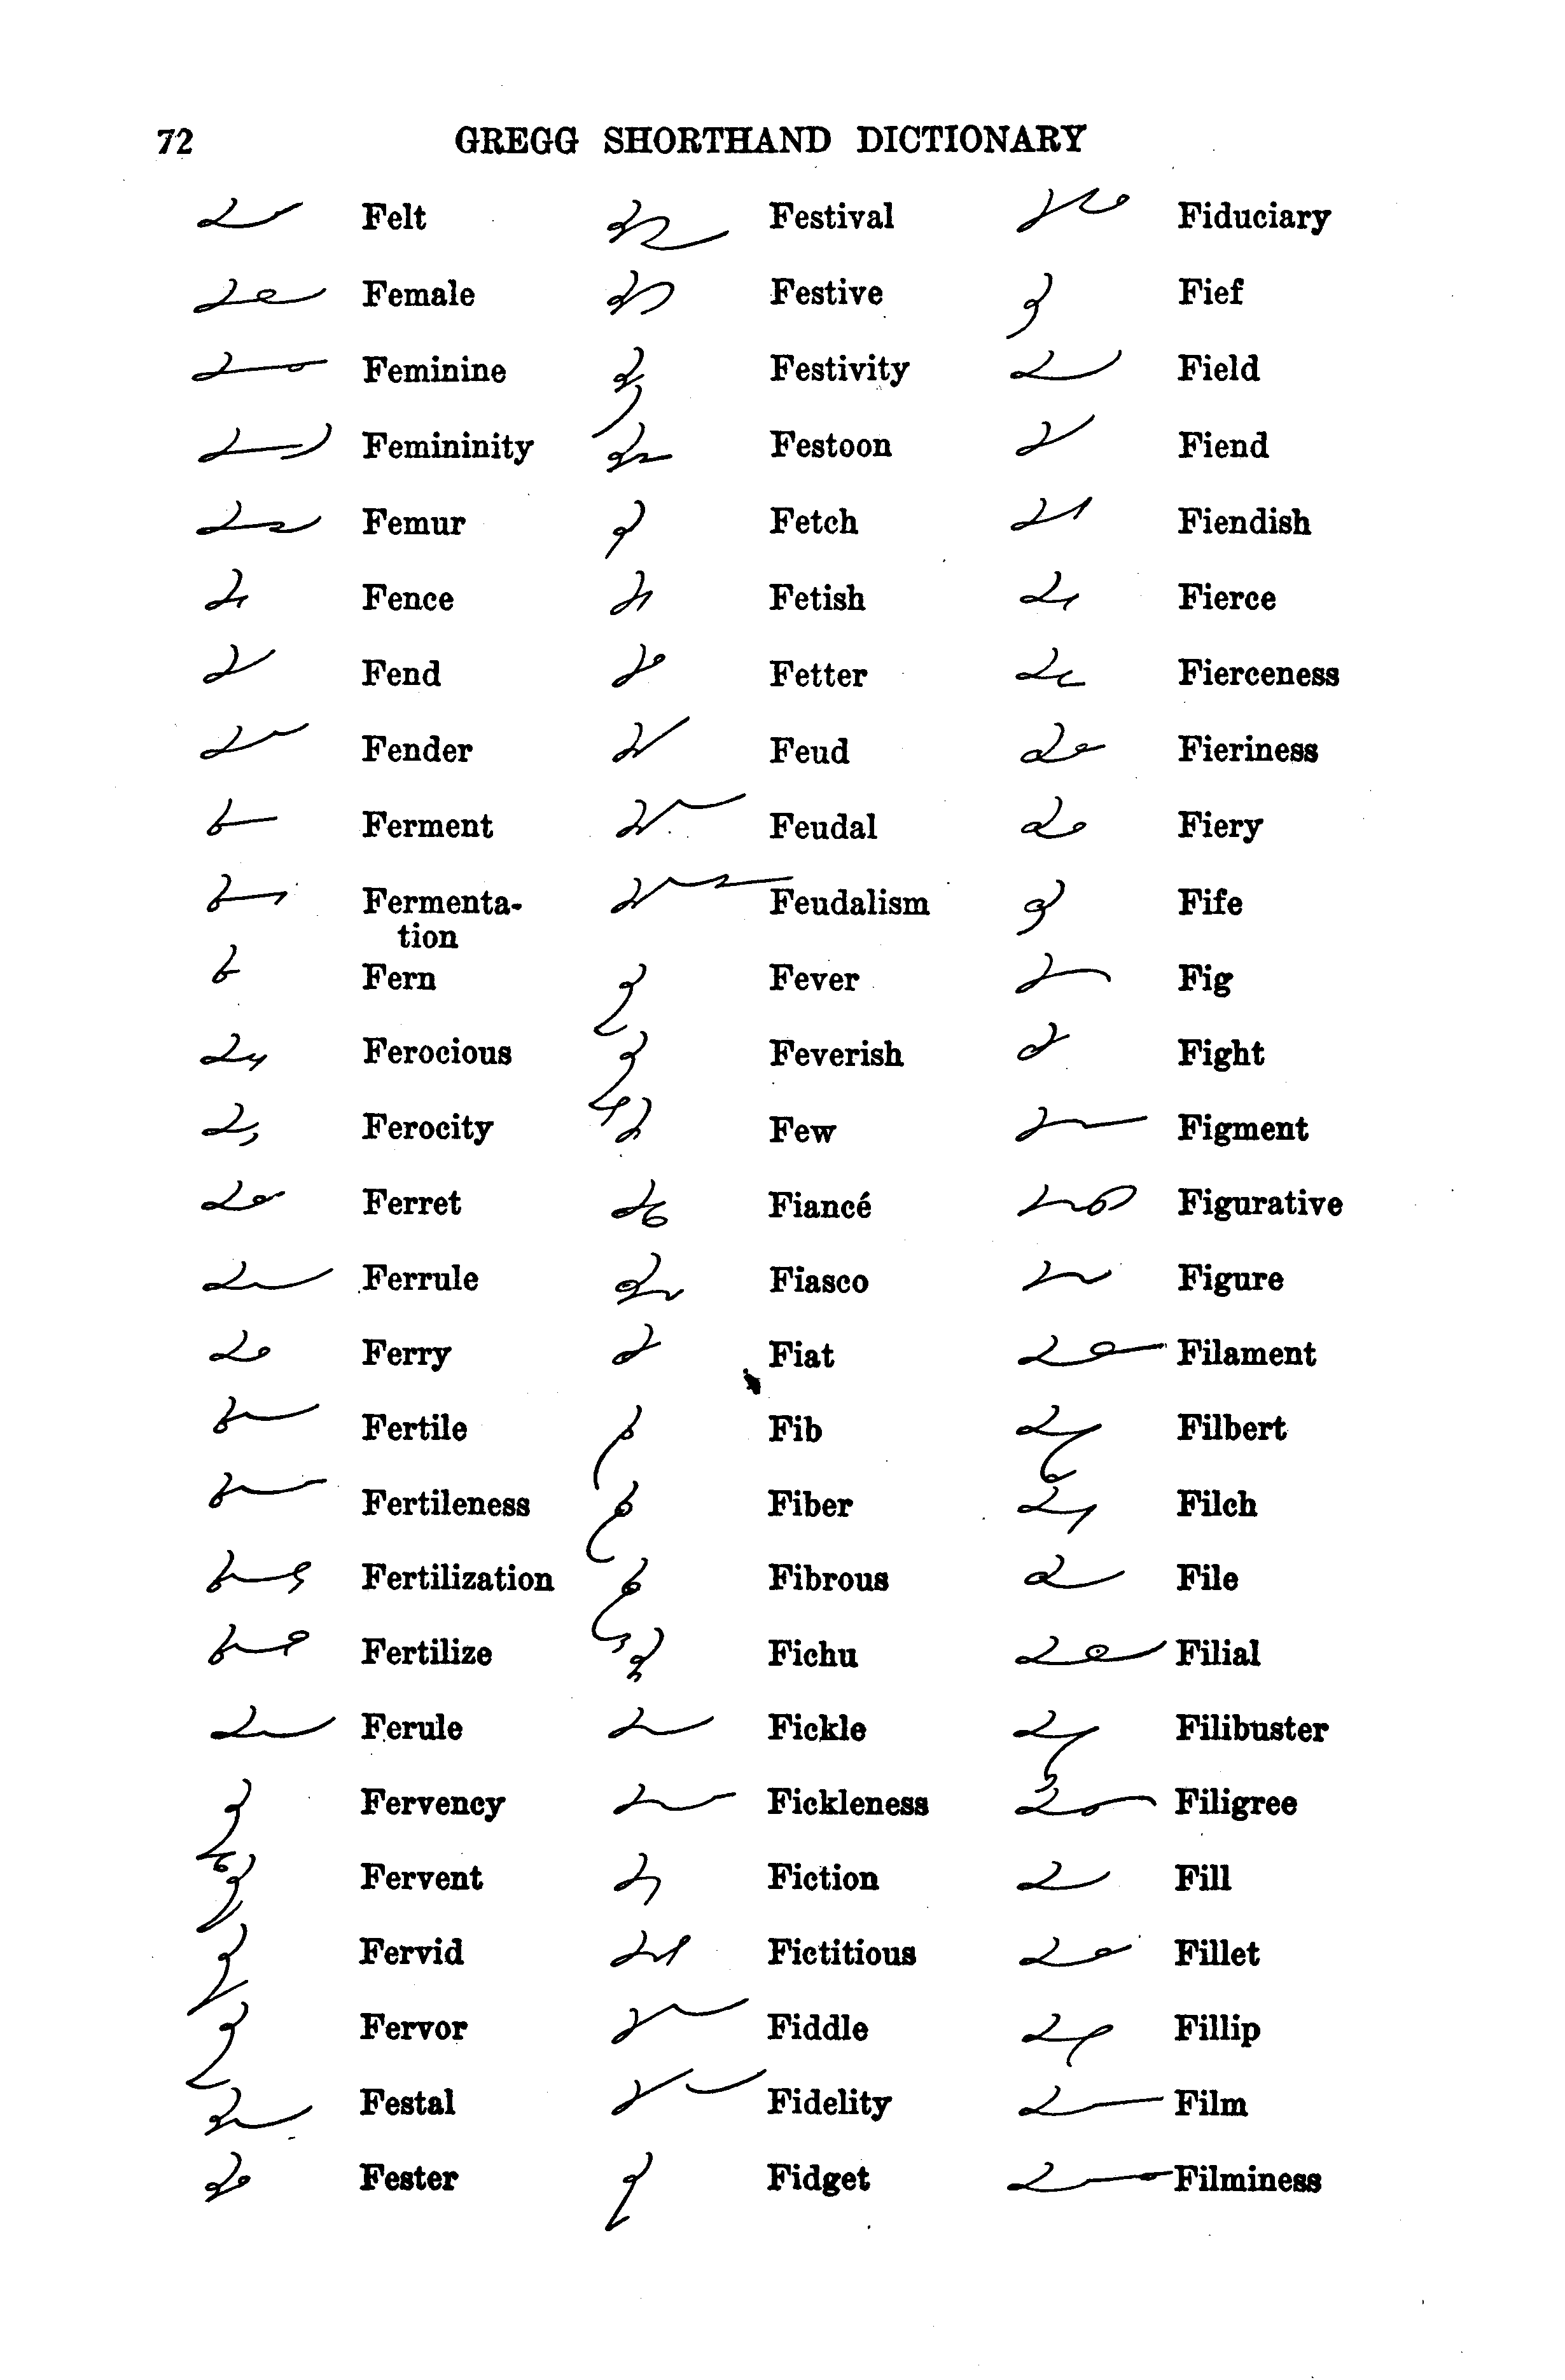 72 GREGG SHORTHAND DICTIONARY
Felt
Female
Feminine
Femininity
Femur
Fence
Fend
Fender
Ferment
Fermenta-
tion
Fern
Ferocious
Ferocity
Ferret
Ferrule
Ferry
Fertile
Fertileness
Fertilization
Fertilize
Ferule
Fervency
Fervent
Fervid
Fervor
Festal
Fester
Festival
Festive
Festivity
Festoon
Fetch
Fetish
Fetter
Feud
Feudal
Feudalism
Fever
Feverish
Few
Fiancé
Fiasco
Fiat
Fib
Fiber
Fibrous
Fichu
Fickle
Fickleness
Fiction
Fictitious
Fiddle
Fidelity
Fidget
Fiduciary
Fief
Field
Fiend
Fiendish
Fierce
Fierceness
Fieriness
Fiery
Fife
Fig
Fight
Figment
Figurative
Figure
Filament
Filbert
Filch
File
Filial
Filibuster
Filigree
Fill
Fillet
Fillip
Film
Filminess